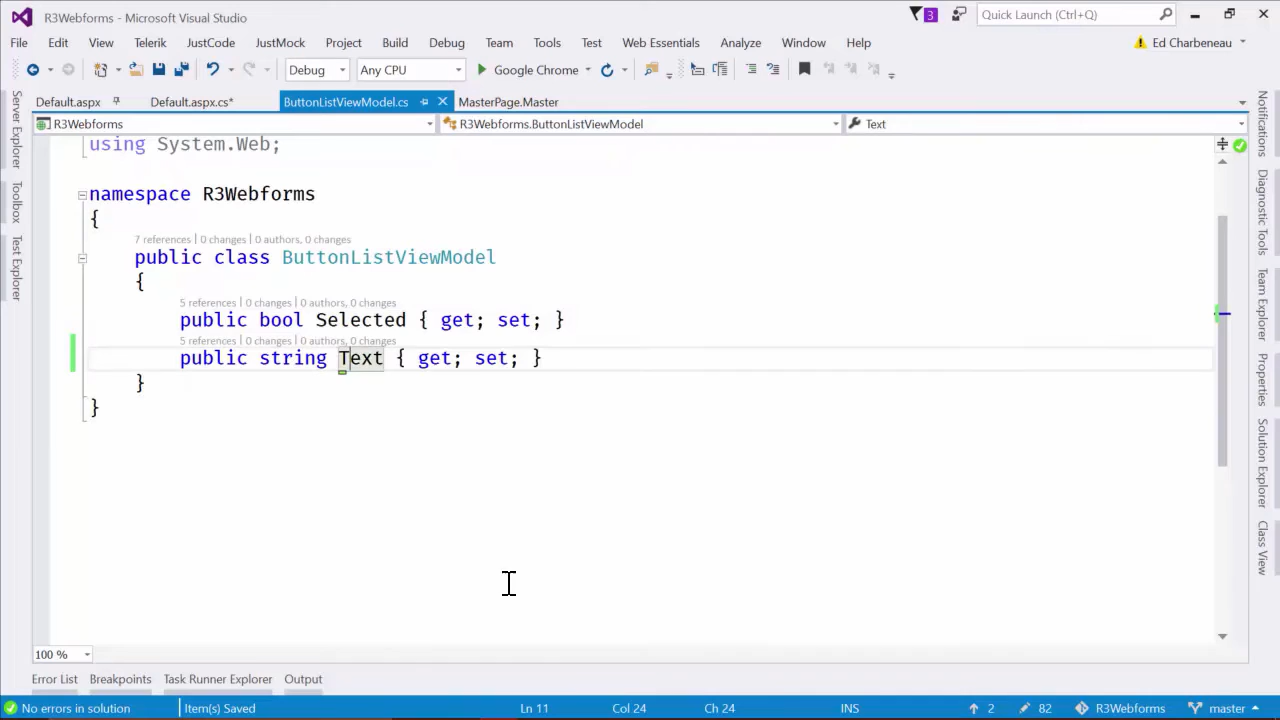 R3Webforms - Microsoft Visual Studio
3
Quick Launch (Ctrl+Q)
File Edit View Telerik JustCode JustMock Project Build Debug Team Tools Test Web Essentials Analyze Window Help
Ed Charbeneau
Debug Any CPU Google Chrome
Default.aspx Default.aspx.cs* ButtonListViewModel.cs MasterPage.Master
R3Webforms R3Webforms.ButtonListViewModel Text
using System.Web;
namespace R3Webforms
{
7 references | 0 changes | 0 authors, 0 changes
public class ButtonListViewModel
{
5 references | 0 changes | 0 authors, 0 changes
public bool Selected { get; set; }
5 references | 0 changes | 0 authors, 0 changes
public string Text { get; set; }
}
}
Server Explorer
Toolbox
Test Explorer
Notifications
Diagnostic Tools
Team Explorer
Properties
Solution Explorer
Class View
100 %
Error List Breakpoints Task Runner Explorer Output
No errors in solution Item(s) Saved Ln 11 Col 24 Ch 24 INS 2 82 R3Webforms master